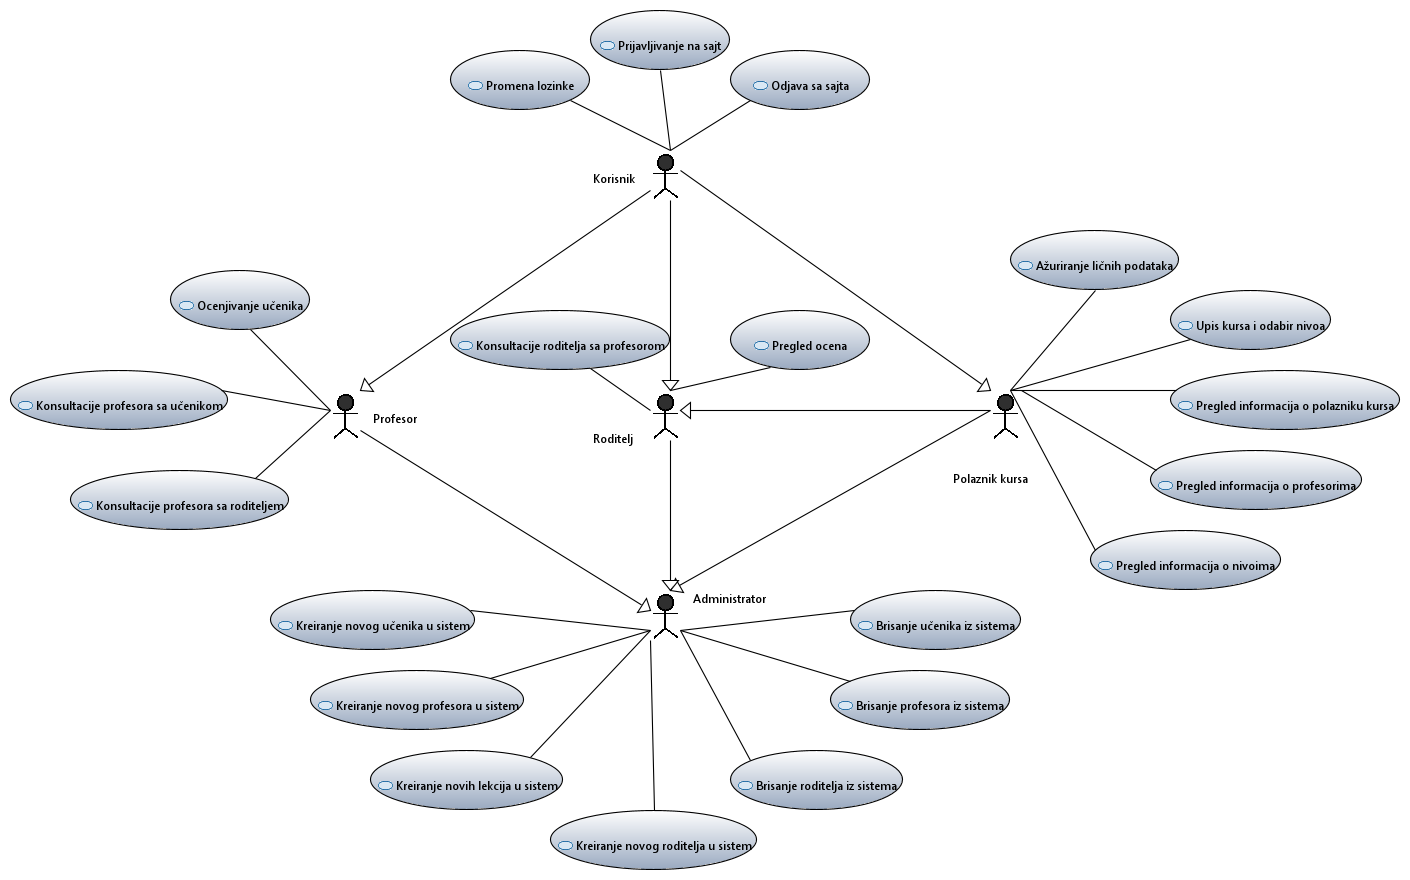 Prijavljivanje na sajt
Promena lozinke
Odjava sa sajta
Korisnik
Ažuriranje ličnih podataka
Ocenjivanje učenika
Upis kursa i odabir nivoa
Konsultacije roditelja sa profesorom
Pregled ocena
Konsultacije profesora sa učenikom
Profesor
Pregled informacija o polazniku kursa
Roditelj
Polaznik kursa
Pregled informacija o profesorima
Konsultacije profesora sa roditeljem
Pregled informacija o nivoima
Administrator
Kreiranje novog učenika u sistem
Brisanje učenika iz sistema
Kreiranje novog profesora u sistem
Brisanje profesora iz sistema
Kreiranje novih lekcija u sistem
Brisanje roditelja iz sistema
Kreiranje novog roditelja u sistem